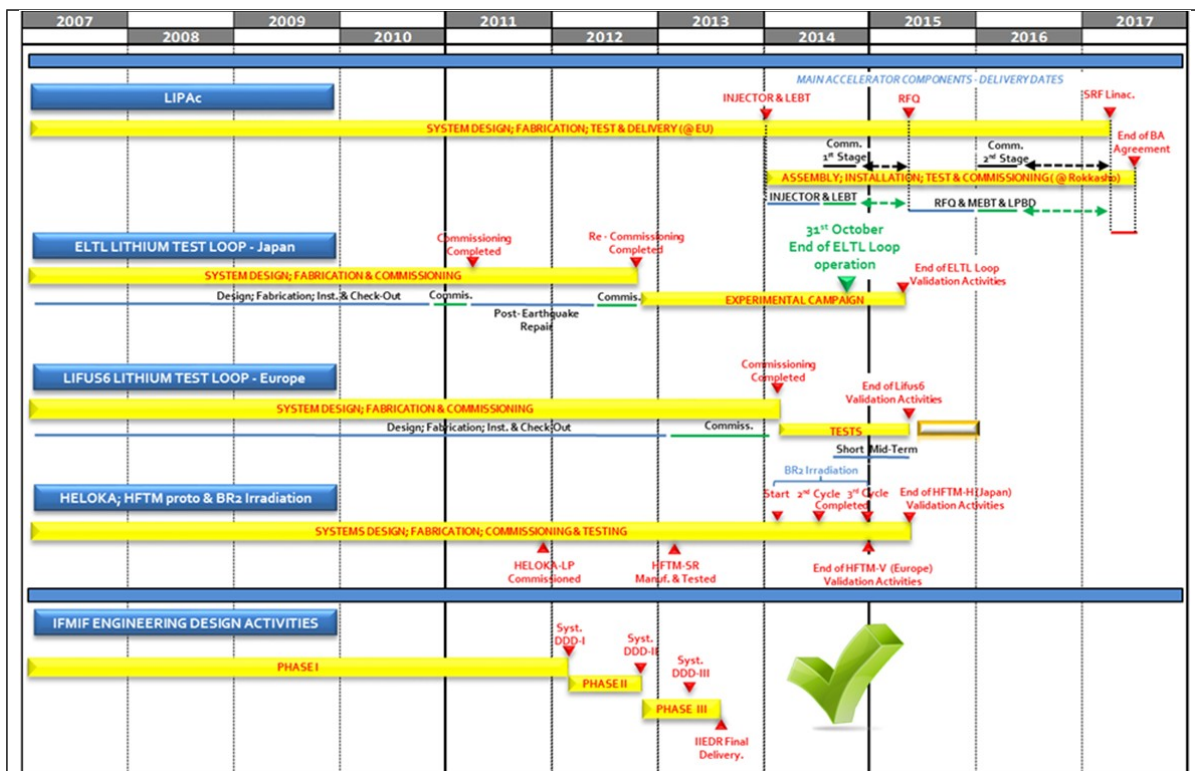 2007 2009 2011 2013 2015 2017
2008 2010 2012 2014 2016
MAIN ACCELERATOR COMPONENTS - DELIVERY DATES
LIPAc
INJECTOR & LEBT
RFQ
SRF Linac.
SYSTEM DESIGN; FABRICATION; TEST & DELIVERY (@ EU)
End of BA
Agreement
Comm.
1st Stage
Comm.
2nd Stage
ASSEMBLY; INSTALLATION; TEST & COMMISSIONING (@ Rokkasho)
INJECTOR & LEBT
RFQ & MEBT & LPBD
ELTL LITHIUM TEST LOOP - Japan
Commissioning
Completed
Re - Commissioning
Completed
31st October
End of ELTL Loop
operation
SYSTEM DESIGN; FABRICATION & COMMISSIONING
End of ELTL Loop
Validation Activities
Design; Fabrication; Inst. & Check-Out
Commis.
Post- Earthquake
Repair
Commis.
EXPERIMENTAL CAMPAIGN
LIFUS6 LITHIUM TEST LOOP - Europe
Commissioning
Completed
End of Lifus6
Validation Activities
SYSTEM DESIGN; FABRICATION & COMMISSIONING
Design; Fabrication; Inst. & Check-Out
Commiss.
TESTS
Short Mid-Term
BR2 Irradiation
HELOKA; HFTM proto & BR2 Irradiation
Start 2nd Cycle 3rd Cycle
Completed
End of HFTM-H (Japan)
Validation Activities
SYSTEMS DESIGN; FABRICATION; COMMISSIONING & TESTING
HELOKA-LP
Commissioned
HFTM-SR
Manuf. & Tested
End of HFTM-V (Europe)
Validation Activities
IFMIF ENGINEERING DESIGN ACTIVITIES
Syst.
DDD-I
Syst.
DDD-II
Syst.
DDD-III
PHASE I
PHASE II
PHASE III
IIEDR Final
Delivery.